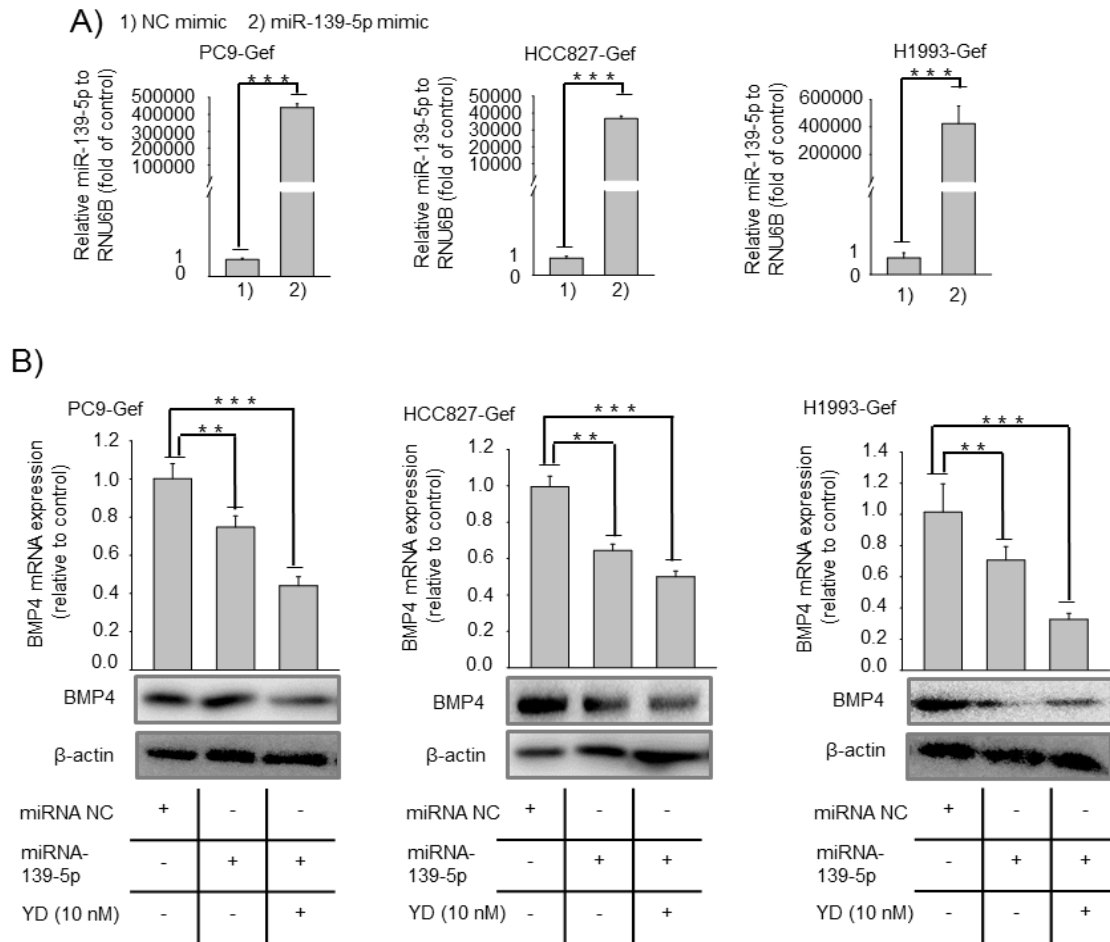 A) 1) NC mimic 2) miR-139-5p mimic
PC9-Gef
Relative miR-139-5p to
RNU6B (fold of control)
500000
400000
300000
200000
100000
1
0
* * *
1) 2)
HCC827-Gef
Relative miR-139-5p to
RNU6B (fold of control)
50000
40000
30000
20000
10000
1
0
* * *
1) 2)
H1993-Gef
Relative miR-139-5p to
RNU6B (fold of control)
600000
400000
200000
1
0
* * *
1) 2)
B)
PC9-Gef
BMP4 mRNA expression
(relative to control)
1.2
1.0
0.8
0.6
0.4
0.2
0.0
* * *
* *
BMP4
β-actin
miRNA NC + - -
miRNA-
139-5p - + +
YD (10 nM) - - +
HCC827-Gef
BMP4 mRNA expression
(relative to control)
1.2
1.0
0.8
0.6
0.4
0.2
0.0
* * *
* *
BMP4
β-actin
miRNA NC + - -
miRNA-
139-5p - + +
YD (10 nM) - - +
H1993-Gef
BMP4 mRNA expression
(relative to control)
1.4
1.2
1.0
0.8
0.6
0.4
0.2
0.0
* * *
* *
BMP4
β-actin
miRNA NC + - -
miRNA-
139-5p - + +
YD (10 nM) - - +